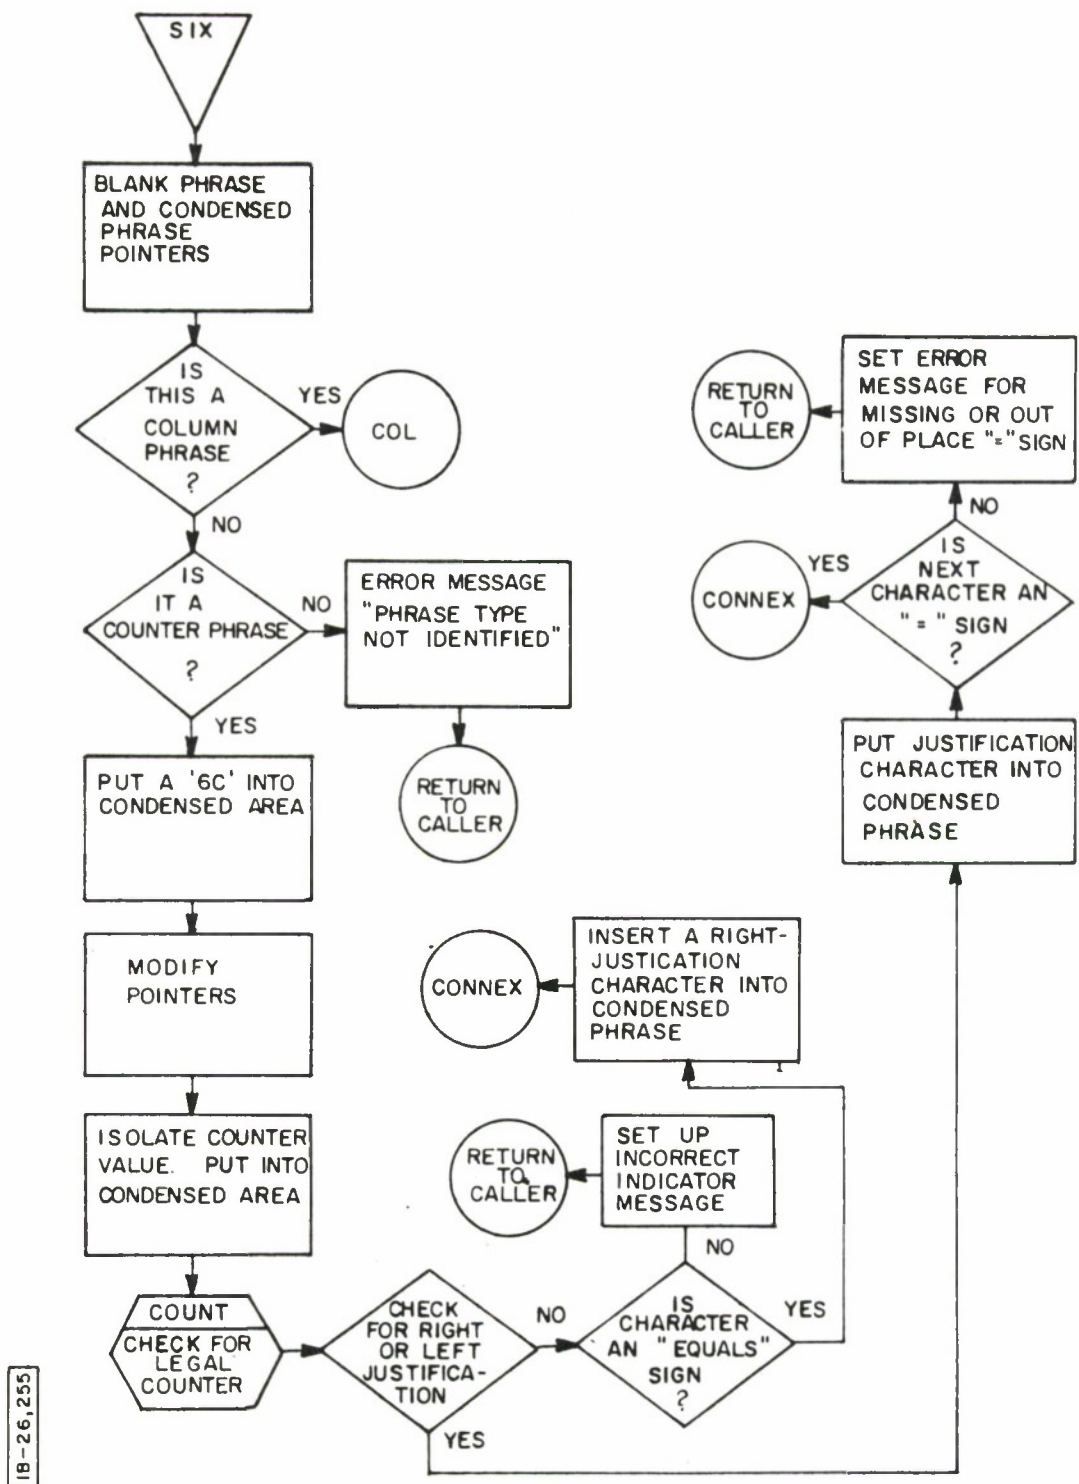 SIX
BLANK PHRASE
AND CONDENSED
PHRASE
POINTERS
IS
THIS A
COLUMN
PHRASE
?
YES
COL
NO
IS
IT A
COUNTER PHRASE
?
NO
ERROR MESSAGE
"PHRASE TYPE
NOT IDENTIFIED"
RETURN
TO
CALLER
YES
PUT A '6C' INTO
CONDENSED AREA
MODIFY
POINTERS
ISOLATE COUNTER
VALUE. PUT INTO
CONDENSED AREA
COUNT
CHECK FOR
LEGAL
COUNTER
CHECK
FOR RIGHT
OR LEFT
JUSTIFICA-
TION
NO
IS
CHARACTER
AN "EQUALS"
SIGN
?
NO
SET UP
INCORRECT
INDICATOR
MESSAGE
RETURN
TO
CALLER
YES
INSERT A RIGHT-
JUSTICATION
CHARACTER INTO
CONDENSED
PHRASE
CONNEX
YES
PUT JUSTIFICATION
CHARACTER INTO
CONDENSED
PHRASE
IS
NEXT
CHARACTER AN
"=" SIGN
?
YES
CONNEX
NO
SET ERROR
MESSAGE FOR
MISSING OR OUT
OF PLACE "=" SIGN
RETURN
TO
CALLER
IB-26,255